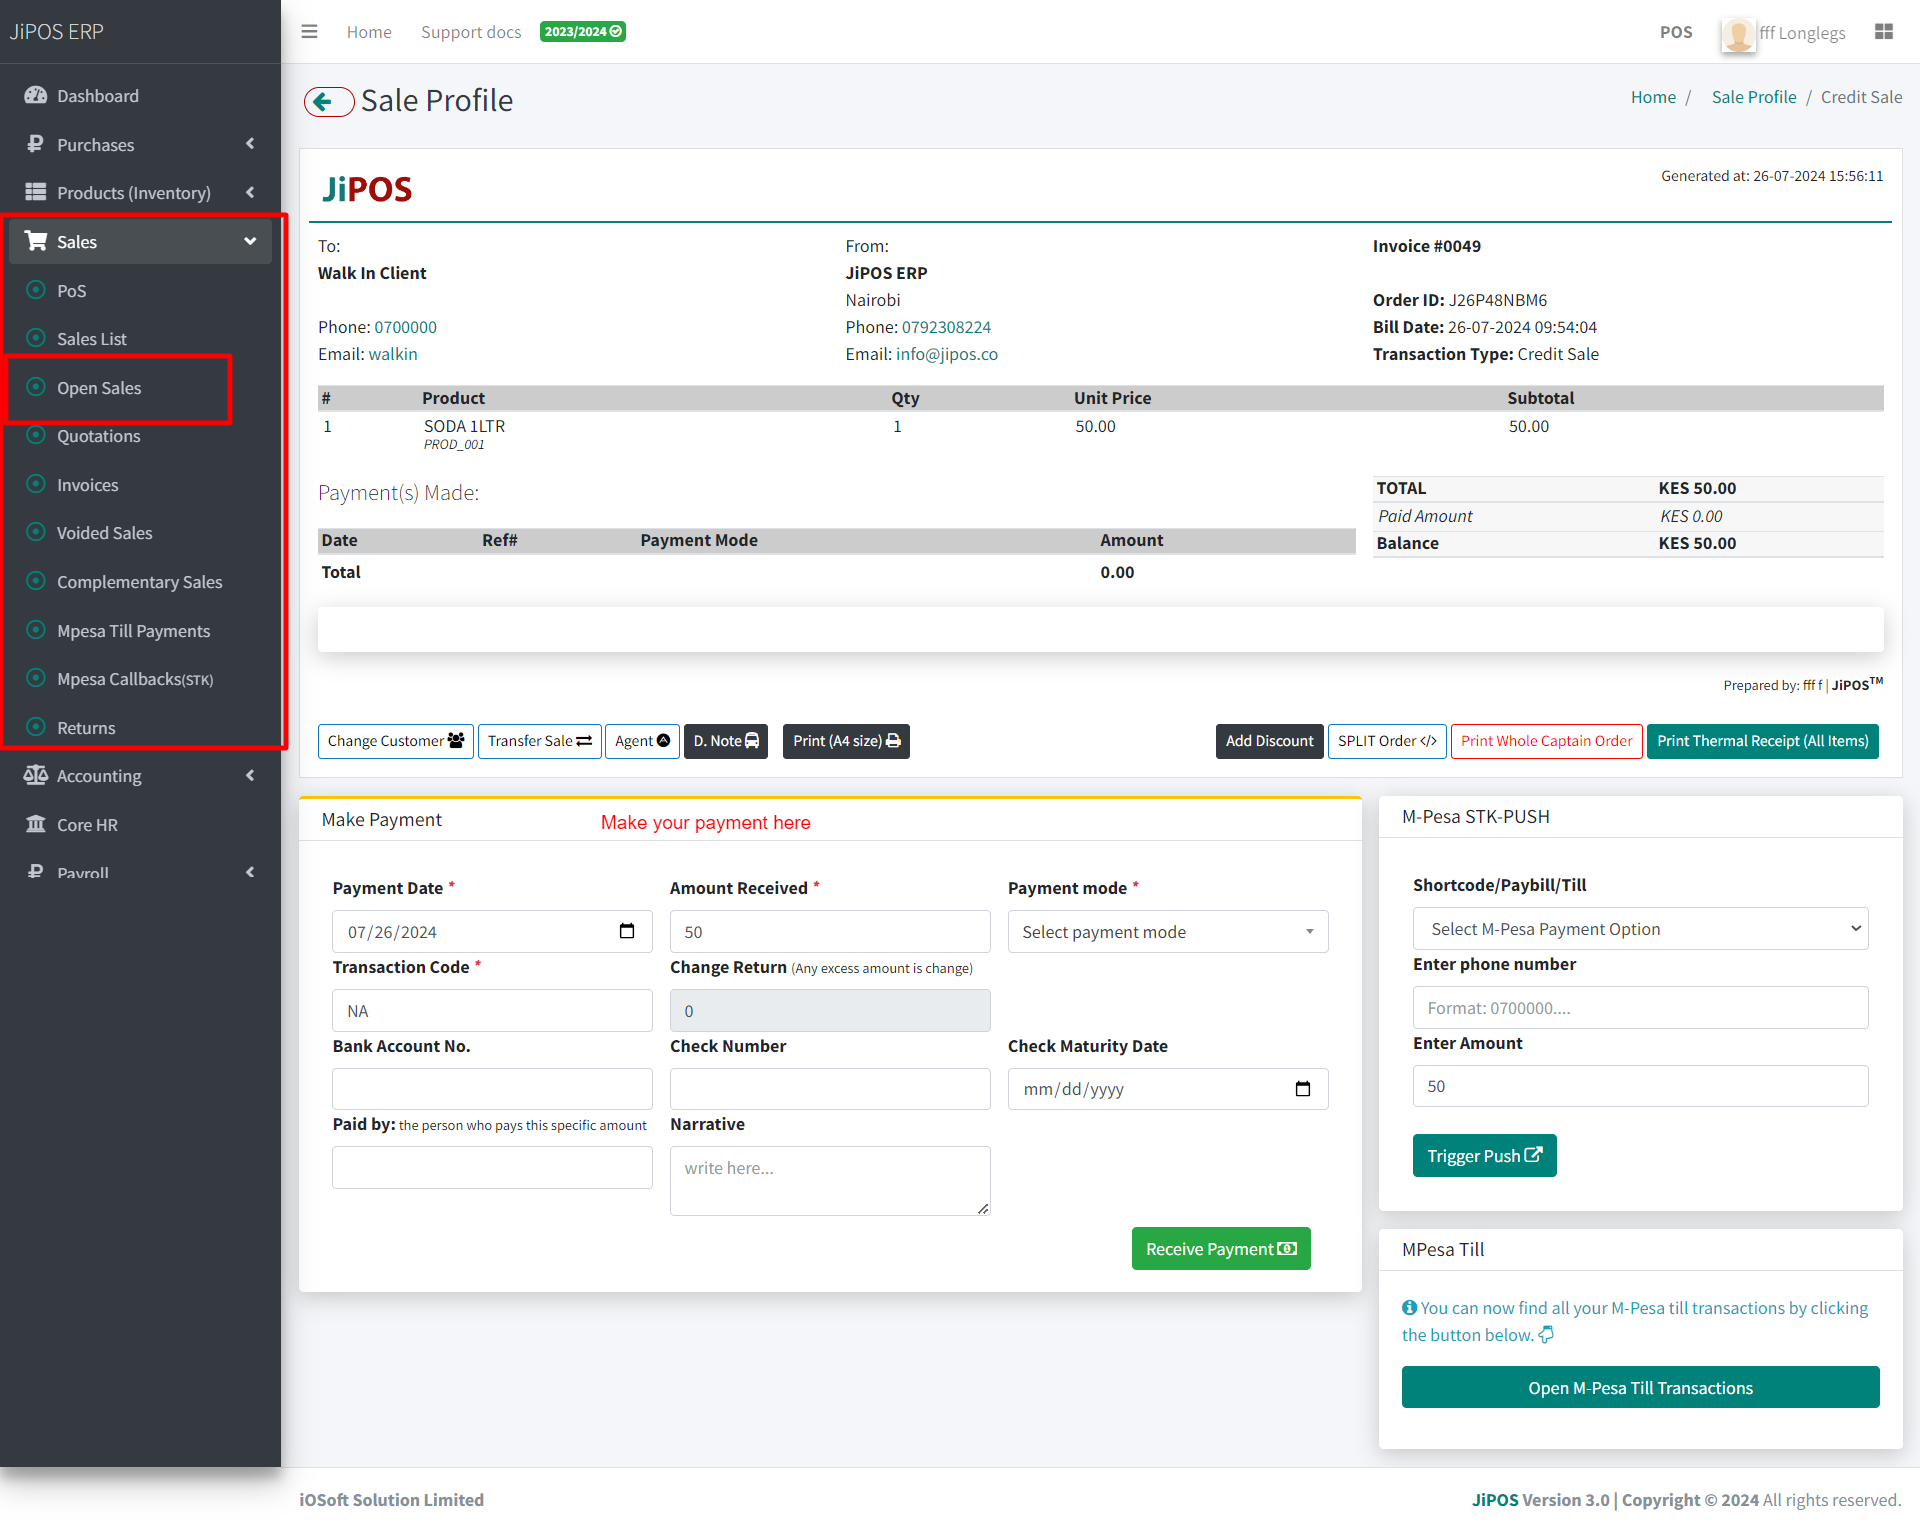 JiPOS ERP
Home
Support docs
2023/2024
POS
fff Longlegs
Dashboard
Purchases
Products (Inventory)
Sales
PoS
Sales List
Open Sales
Quotations
Invoices
Voided Sales
Complementary Sales
Mpesa Till Payments
Mpesa Callbacks(STK)
Returns
Accounting
Core HR
Payroll
Sale Profile
Home / Sale Profile / Credit Sale
JiPOS
Generated at: 26-07-2024 15:56:11
To:
Walk In Client
Phone: 0700000
Email: walkin
From:
JiPOS ERP
Nairobi
Phone: 0792308224
Email: info@jipos.co
Invoice #0049
Order ID: J26P48NBM6
Bill Date: 26-07-2024 09:54:04
Transaction Type: Credit Sale
# Product Qty Unit Price Subtotal
1 SODA 1LTR 1 50.00 50.00
PROD_001
Payment(s) Made:
Date Ref# Payment Mode Amount
Total 0.00
TOTAL KES 50.00
Paid Amount KES 0.00
Balance KES 50.00
Prepared by: fff f | JiPOS™
Change Customer
Transfer Sale
Agent
D. Note
Print (A4 size)
Add Discount
SPLIT Order </>
Print Whole Captain Order
Print Thermal Receipt (All Items)
Make Payment
Make your payment here
Payment Date *
07/26/2024
Amount Received *
50
Payment mode *
Select payment mode
Transaction Code *
NA
Change Return (Any excess amount is change)
0
Bank Account No.
Check Number
Check Maturity Date
mm/dd/yyyy
Paid by: the person who pays this specific amount
Narrative
write here...
Receive Payment
M-Pesa STK-PUSH
Shortcode/Paybill/Till
Select M-Pesa Payment Option
Enter phone number
Format: 0700000....
Enter Amount
50
Trigger Push
MPesa Till
You can now find all your M-Pesa till transactions by clicking
the button below.
Open M-Pesa Till Transactions
iOSoft Solution Limited
JiPOS Version 3.0 | Copyright © 2024 All rights reserved.